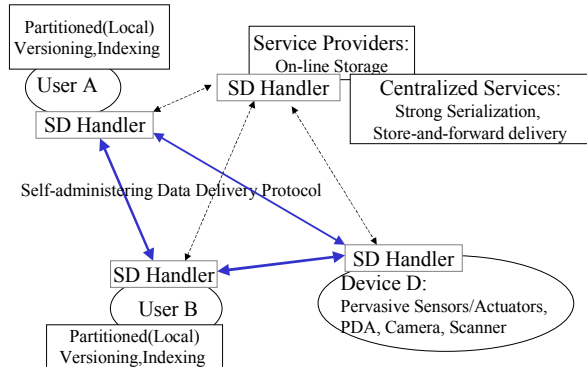 Partitioned(Local)
Versioning,Indexing
User A
SD Handler
Service Providers:
On-line Storage
SD Handler
Centralized Services:
Strong Serialization,
Store-and-forward delivery
Self-administering Data Delivery Protocol
SD Handler
User B
Partitioned(Local)
Versioning,Indexing
SD Handler
Device D:
Pervasive Sensors/Actuators,
PDA, Camera, Scanner